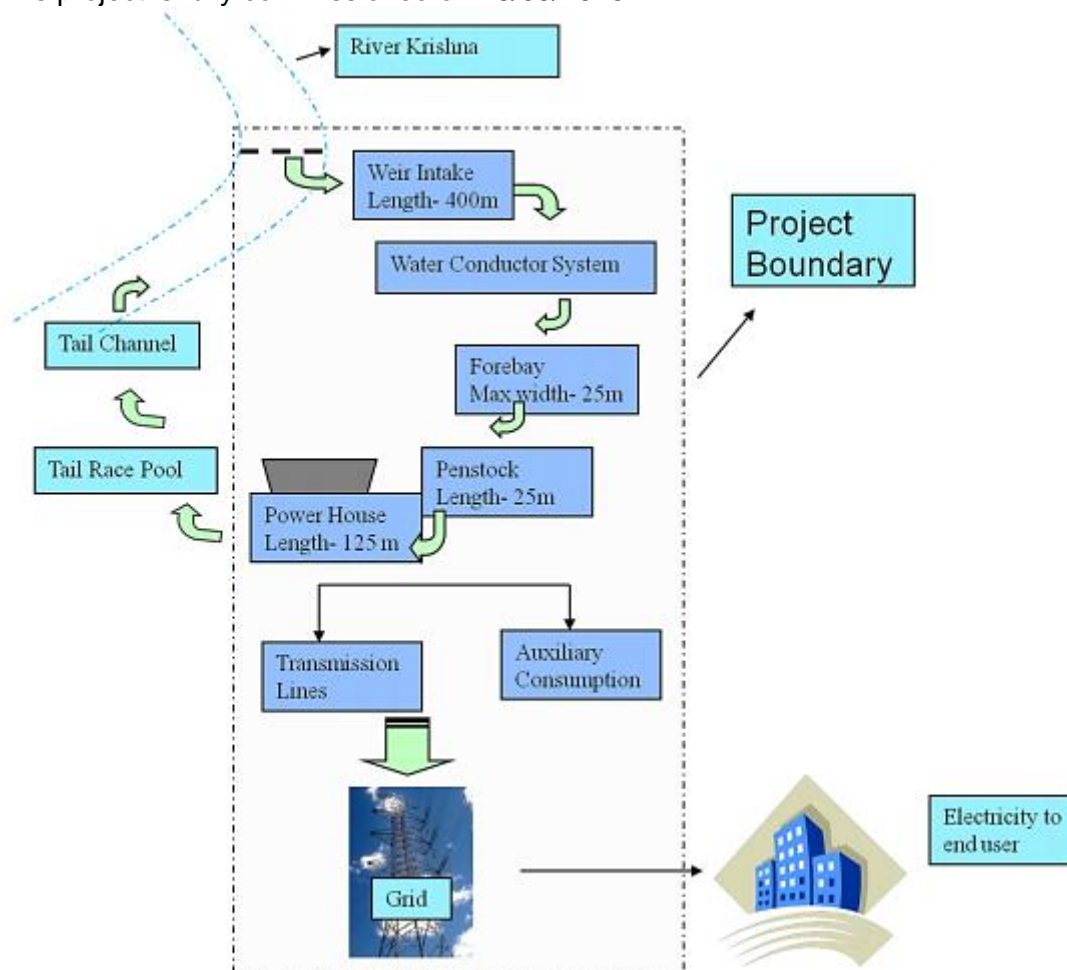 River Krishna
Weir Intake
Length- 400m
Water Conductor System
Project
Boundary
Tail Channel
Forebay
Max width- 25m
Tail Race Pool
Penstock
Length- 25m
Power House
Length- 125 m
Transmission
Lines
Auxiliary
Consumption
Electricity to
end user
Grid